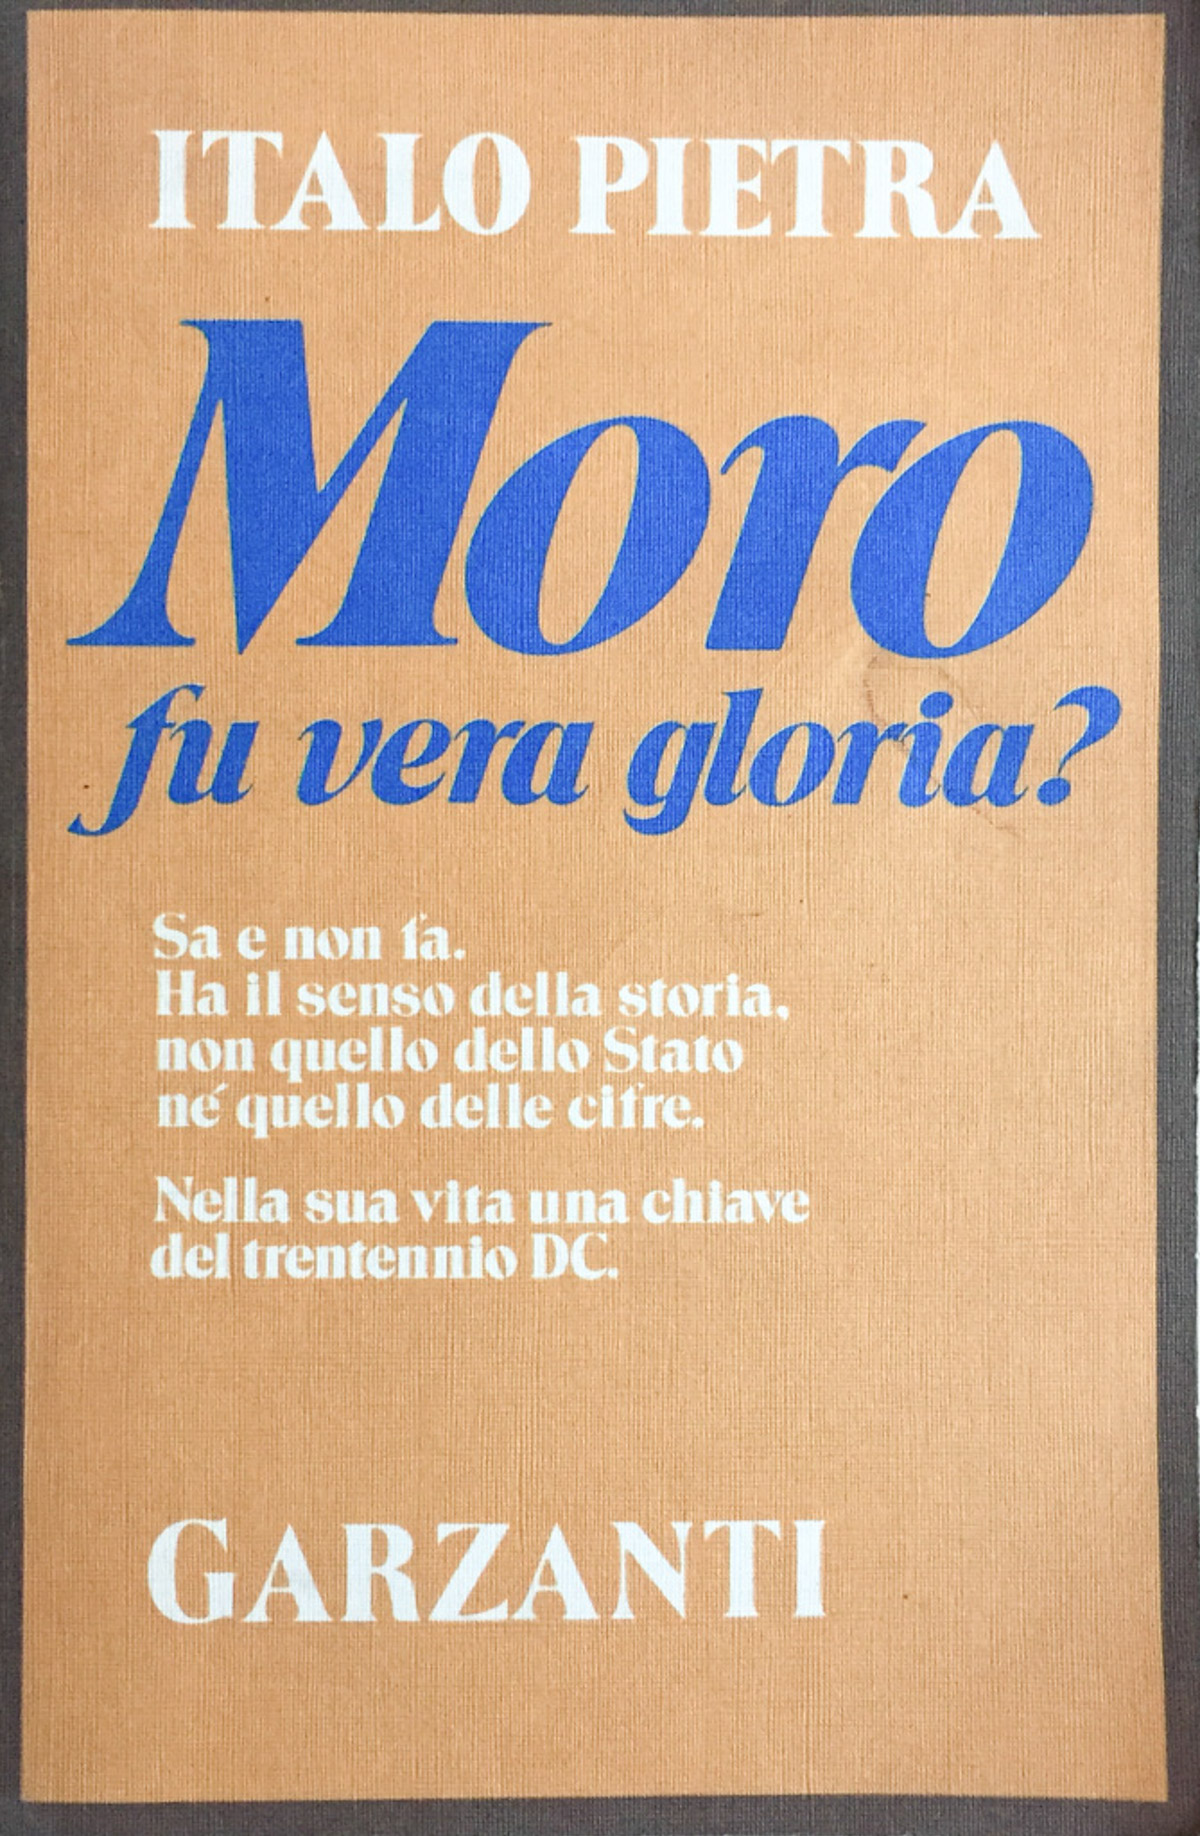 ITALO PIETRA
Moro
fu vera gloria?
Sa e non fa.
Ha il senso della storia,
non quello dello Stato
né quello delle cifre.
Nella sua vita una chiave
del trentennio DC.
GARZANTI